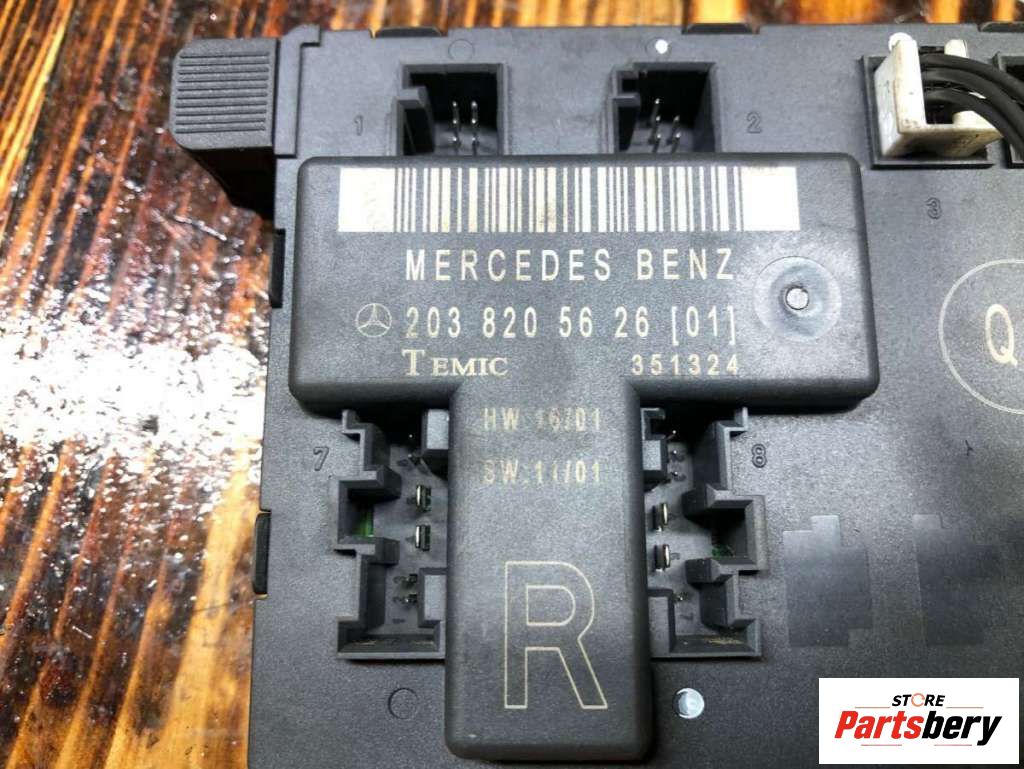 1
2
3
MERCEDES BENZ
203 820 56 26 [01]
TEMIC 351324
HW:16/01
SW:11/01
7
8
Q
R
STORE
Partsbery